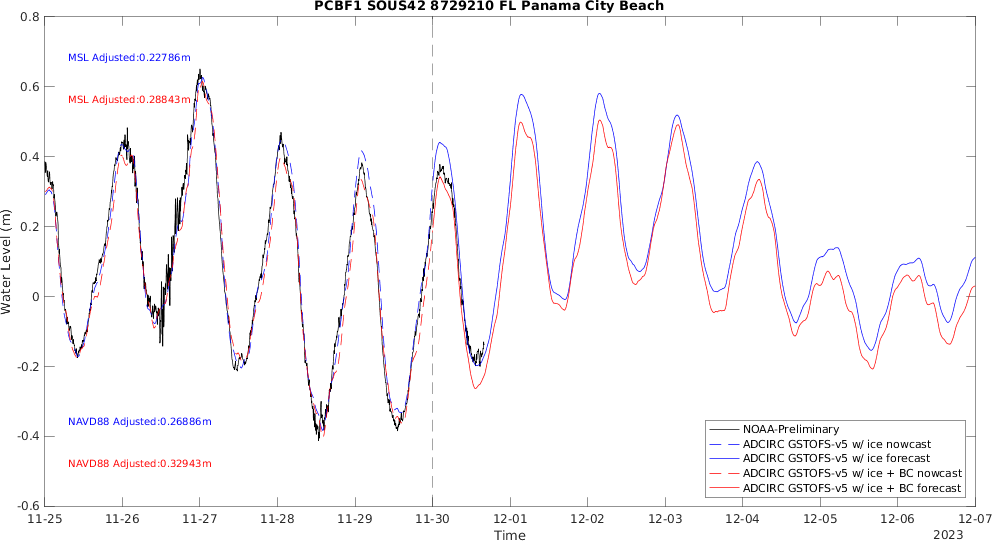 PCBF1 SOUS42 8729210 FL Panama City Beach
0.8
0.6
0.4
0.2
0
-0.2
-0.4
-0.6
Water Level (m)
MSL Adjusted:0.22786m
MSL Adjusted:0.28843m
NAVD88 Adjusted:0.26886m
NAVD88 Adjusted:0.32943m
NOAA-Preliminary
ADCIRC GSTOFS-v5 w/ ice nowcast
ADCIRC GSTOFS-v5 w/ ice forecast
ADCIRC GSTOFS-v5 w/ ice + BC nowcast
ADCIRC GSTOFS-v5 w/ ice + BC forecast
11-25 11-26 11-27 11-28 11-29 11-30 12-01 12-02 12-03 12-04 12-05 12-06 12-07
Time
2023